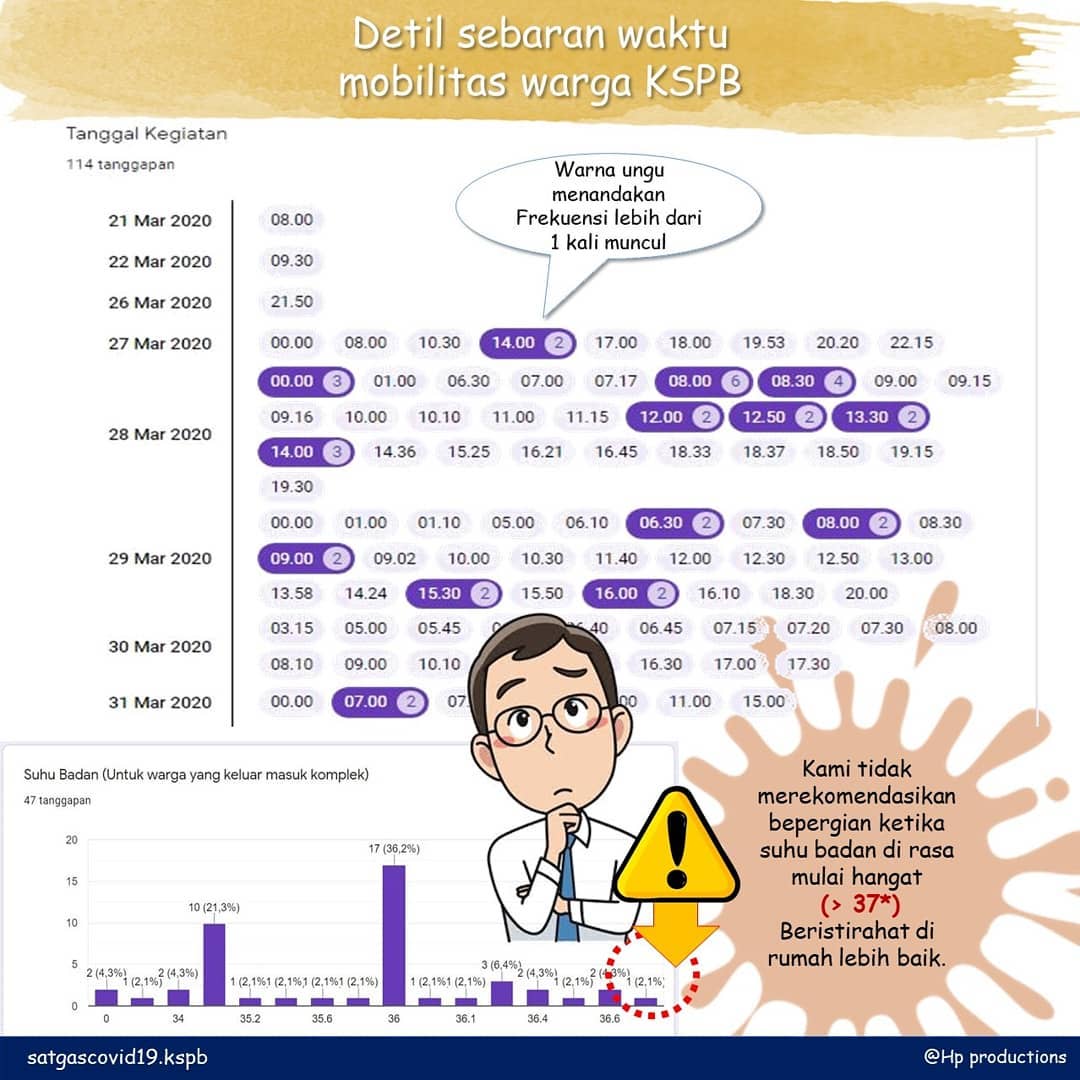 Detil sebaran waktu
mobilitas warga KSPB
Tanggal Kegiatan
114 tanggapan
Warna ungu
menandakan
Frekuensi lebih dari
1 kali muncul
21 Mar 2020 08.00
22 Mar 2020 09.30
26 Mar 2020 21.50
27 Mar 2020 00.00 08.00 10.30 14.00 2 17.00 18.00 19.53 20.20 22.15
28 Mar 2020
00.00 3 01.00 06.30 07.00 07.17 08.00 6 08.30 4 09.00 09.15
09.16 10.00 10.10 11.00 11.15 12.00 2 12.50 2 13.30 2
14.00 3 14.36 15.25 16.21 16.45 18.33 18.37 18.50 19.15
19.30
29 Mar 2020
00.00 01.00 01.10 05.00 06.10 06.30 2 07.30 08.00 2 08.30
09.00 2 09.02 10.00 10.30 11.40 12.00 12.30 12.50 13.00
13.58 14.24 15.30 2 15.50 16.00 2 16.10 18.30 20.00
30 Mar 2020
03.15 05.00 05.45 06.45 07.15 07.20 07.30 08.00
08.10 09.00 10.10 16.30 17.00 17.30
31 Mar 2020 00.00 07.00 2 11.00 15.00
Suhu Badan (Untuk warga yang keluar masuk komplek)
47 tanggapan
20
15
10
5
0
2 (4,3%) 1 (2,1%) 2 (4,3%) 10 (21,3%) 1 (2,1%) 1 (2,1%) 1 (2,1%) 1 (2,1%) 17 (36,2%) 1 (2,1%) 1 (2,1%) 3 (6,4%) 2 (4,3%) 1 (2,1%) 2 (4,3%) 1 (2,1%)
0 34 35.2 35.6 36 36.1 36.4 36.6
Kami tidak
merekomendasikan
bepergian ketika
suhu badan di rasa
mulai hangat
(> 37*)
Beristirahat di
rumah lebih baik.
satgascovid19.kspb
@Hp productions